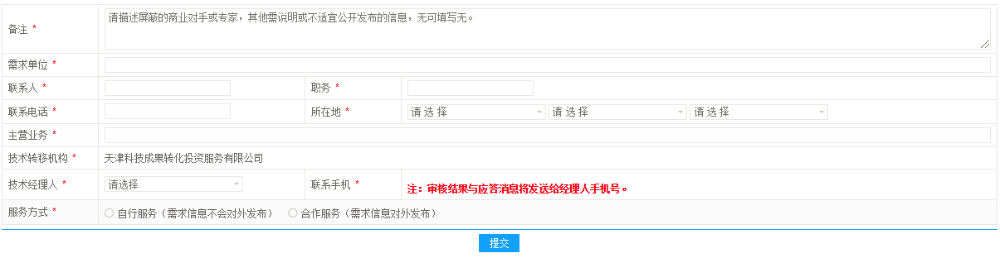 备注 * 请描述屏蔽的商业对手或专家，其他需说明或不适宜公开发布的信息，无可填写无。
需求单位 *
联系人 * 职务 *
联系电话 * 所在地 * 请选择 请选择 请选择
主营业务 *
技术转移机构 * 天津科技成果转化投资服务有限公司
技术经理人 * 请选择 联系手机 * 注：审核结果与应答消息将发送给经理人手机号。
服务方式 * 自行服务（需求信息不会对外发布） 合作服务（需求信息对外发布）
提交